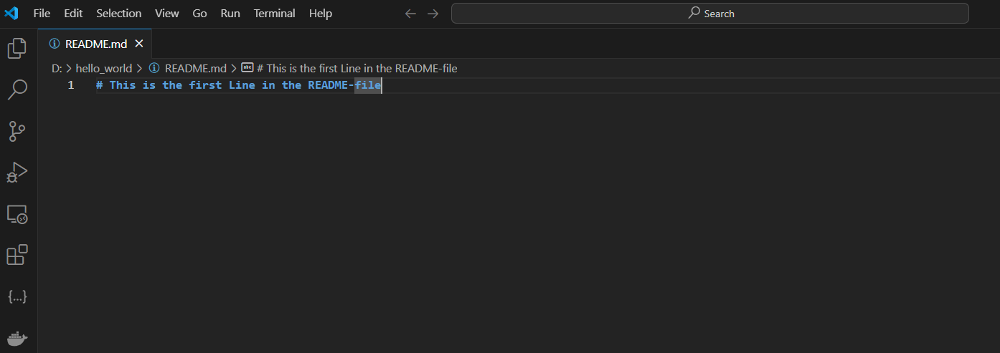 File Edit Selection View Go Run Terminal Help Search
README.md
D: > hello_world > README.md > # This is the first Line in the README-file
1 # This is the first Line in the README-file
{...}